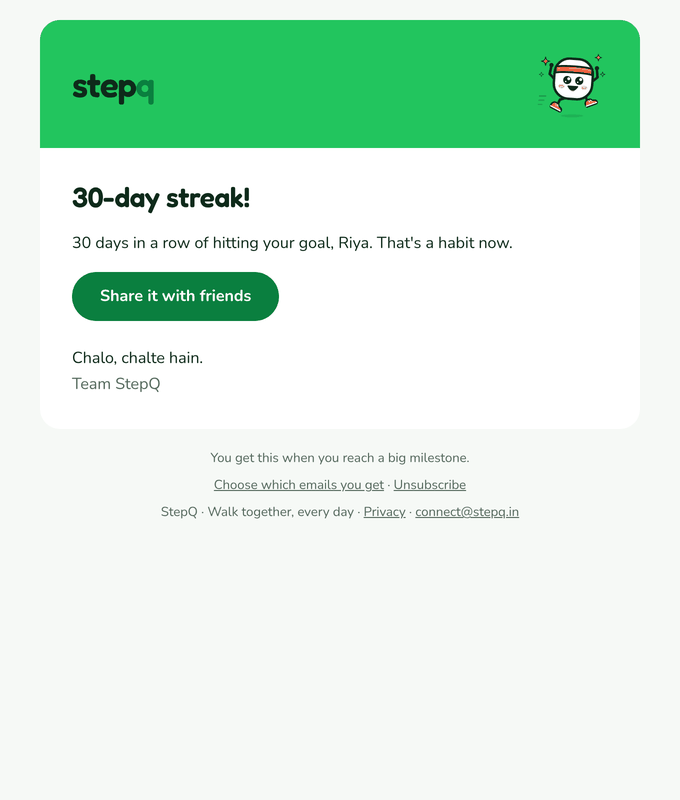 stepq
30-day streak!
30 days in a row of hitting your goal, Riya. That's a habit now.
Share it with friends
Chalo, chalte hain.
Team StepQ
You get this when you reach a big milestone.
Choose which emails you get · Unsubscribe
StepQ · Walk together, every day · Privacy · connect@stepq.in